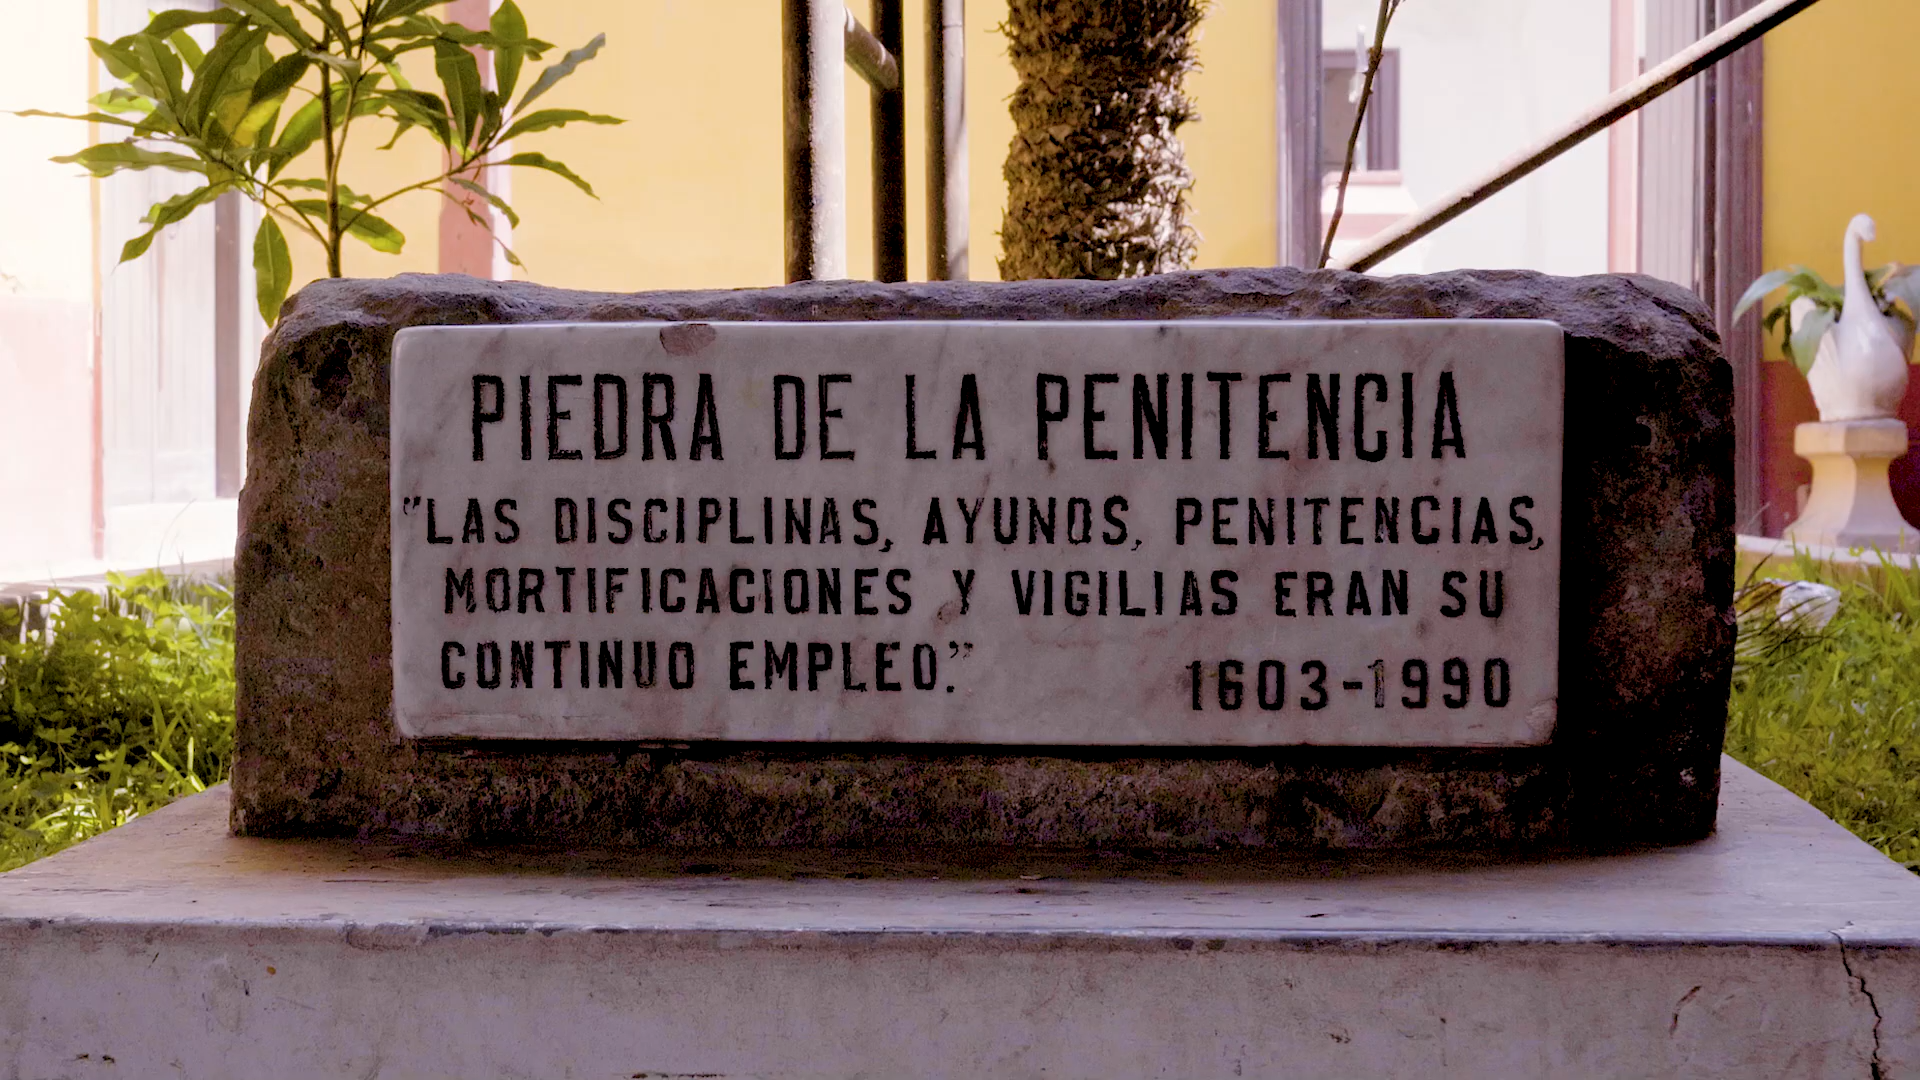 PIEDRA DE LA PENITENCIA
"LAS DISCIPLINAS, AYUNOS, PENITENCIAS,
MORTIFICACIONES Y VIGILIAS ERAN SU
CONTINUO EMPLEO."
1603-1990